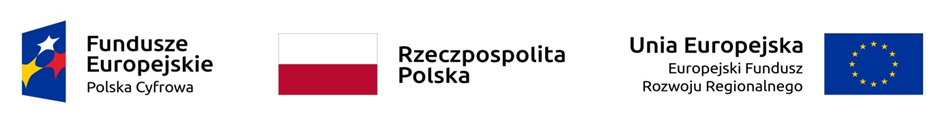 Fundusze
Europejskie
Polska Cyfrowa
Rzeczpospolita
Polska
Unia Europejska
Europejski Fundusz
Rozwoju Regionalnego